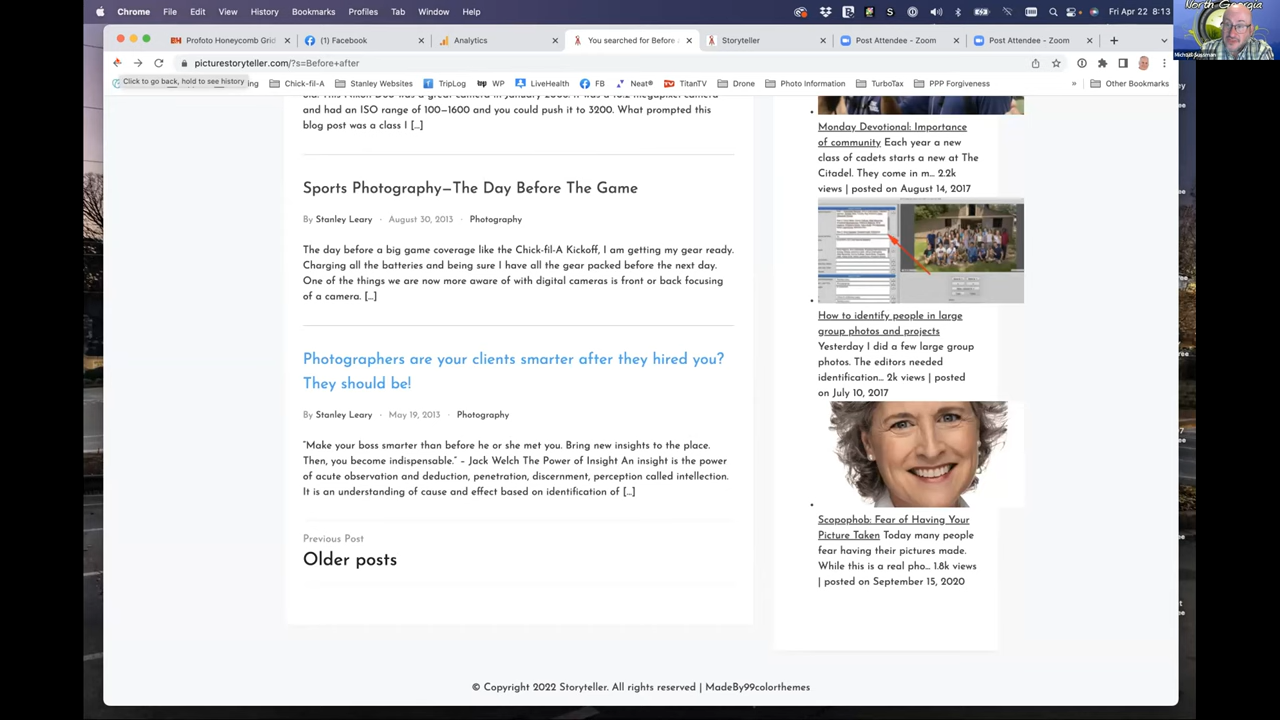 Chrome File Edit View History Bookmarks Profiles Tab Window Help Fri Apr 22 8:13
North Georgia
Michael Sussman
Profoto Honeycomb Grid
(1) Facebook
Analytics
You searched for Before
Storyteller
Post Attendee - Zoom
Post Attendee - Zoom
picturestoryteller.com/?s=Before+after
Click to go back, hold to see history
Chick-fil-A Stanley Websites TripLog WP LiveHealth FB Neat® TitanTV Drone Photo Information TurboTax PPP Forgiveness » Other Bookmarks
and had an ISO range of 100–1600 and you could push it to 3200. What prompted this
blog post was a class I [...]
Sports Photography—The Day Before The Game
By Stanley Leary · August 30, 2013 · Photography
The day before a big game coverage like the Chick-fil-A Kickoff, I am getting my gear ready.
Charging all the batteries and being sure I have all the gear packed before the next day.
One of the things we are now more aware of with digital cameras is front or back focusing
of a camera. [...]
Photographers are your clients smarter after they hired you?
They should be!
By Stanley Leary · May 19, 2013 · Photography
“Make your boss smarter than before he or she met you. Bring new insights to the place.
Then, you become indispensable.” – Jack Welch The Power of Insight An insight is the power
of acute observation and deduction, penetration, discernment, perception called intellection.
It is an understanding of cause and effect based on identification of [...]
Previous Post
Older posts
Monday Devotional: Importance
of community Each year a new
class of cadets starts a new at The
Citadel. They come in m... 2.2k
views | posted on August 14, 2017
How to identify people in large
group photos and projects
Yesterday I did a few large group
photos. The editors needed
identification... 2k views | posted
on July 10, 2017
Scopophob: Fear of Having Your
Picture Taken Today many people
fear having their pictures made.
While this is a real pho... 1.8k views
| posted on September 15, 2020
© Copyright 2022 Storyteller. All rights reserved | MadeBy99colorthemes